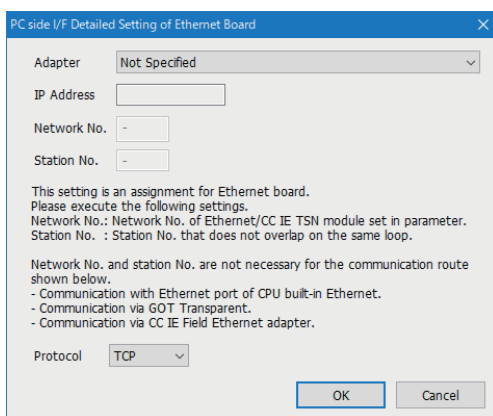 PC side I/F Detailed Setting of Ethernet Board
Adapter Not Specified
IP Address
Network No. -
Station No. -
This setting is an assignment for Ethernet board.
Please execute the following settings.
Network No.: Network No. of Ethernet/CC IE TSN module set in parameter.
Station No. : Station No. that does not overlap on the same loop.
Network No. and station No. are not necessary for the communication route
shown below.
- Communication with Ethernet port of CPU built-in Ethernet.
- Communication via GOT Transparent.
- Communication via CC IE Field Ethernet adapter.
Protocol TCP
OK Cancel